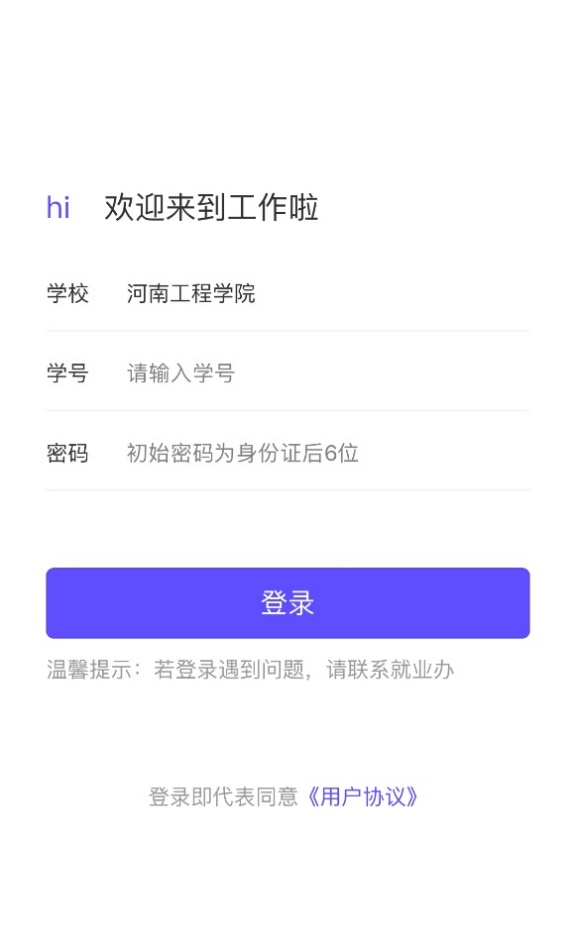 hi 欢迎来到工作啦
学校 河南工程学院
学号 请输入学号
密码 初始密码为身份证后6位
登录
温馨提示：若登录遇到问题，请联系就业办
登录即代表同意《用户协议》